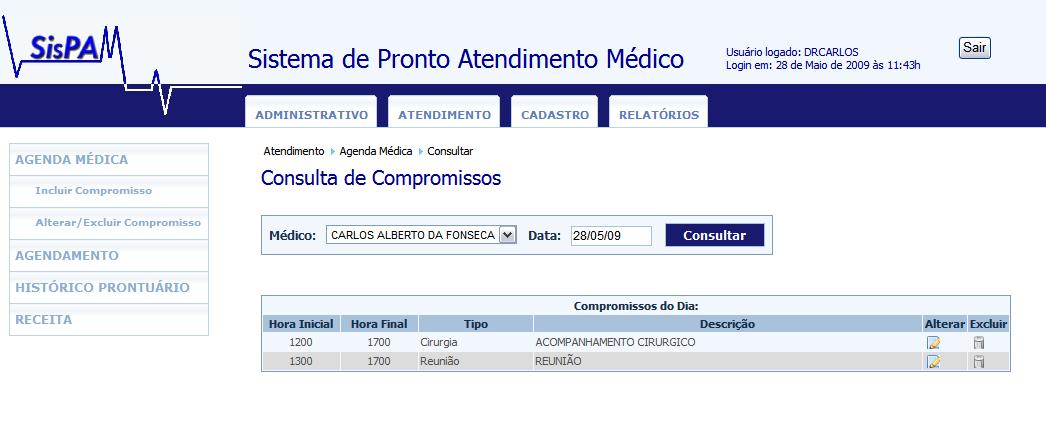 SisPA
Sistema de Pronto Atendimento Médico
Usuário logado: DRCARLOS
Login em: 28 de Maio de 2009 às 11:43h
Sair
ADMINISTRATIVO ATENDIMENTO CADASTRO RELATÓRIOS
AGENDA MÉDICA
Incluir Compromisso
Alterar/Excluir Compromisso
AGENDAMENTO
HISTÓRICO PRONTUÁRIO
RECEITA
Atendimento Agenda Médica Consultar
Consulta de Compromissos
Médico: CARLOS ALBERTO DA FONSECA Data: 28/05/09 Consultar
Compromissos do Dia:
Hora Inicial Hora Final Tipo Descrição Alterar Excluir
1200 1700 Cirurgia ACOMPANHAMENTO CIRURGICO
1300 1700 Reunião REUNIÃO